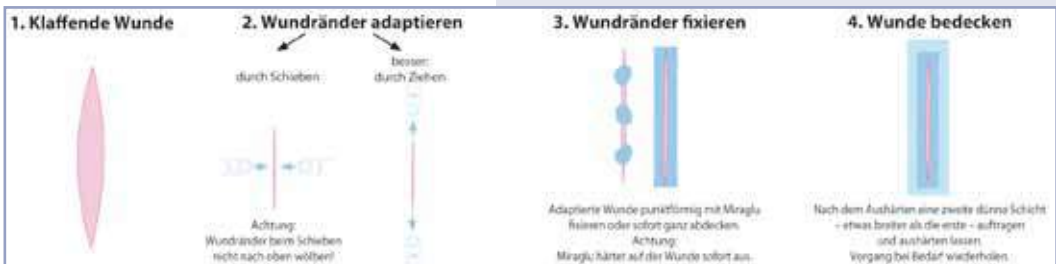 1. Klaffende Wunde
2. Wundränder adaptieren
durch Schieben
besser:
durch Ziehen
Achtung:
Wundränder beim Schieben
nicht nach oben wölben!
3. Wundränder fixieren
Adaptierte Wunde punktförmig mit Miraglu
fixieren oder sofort ganz abdecken.
Achtung:
Miraglu härtet auf der Wunde sofort aus.
4. Wunde bedecken
Nach dem Aushärten eine zweite dünne Schicht
– etwas breiter als die erste – auftragen
und aushärten lassen.
Vorgang bei Bedarf wiederholen.